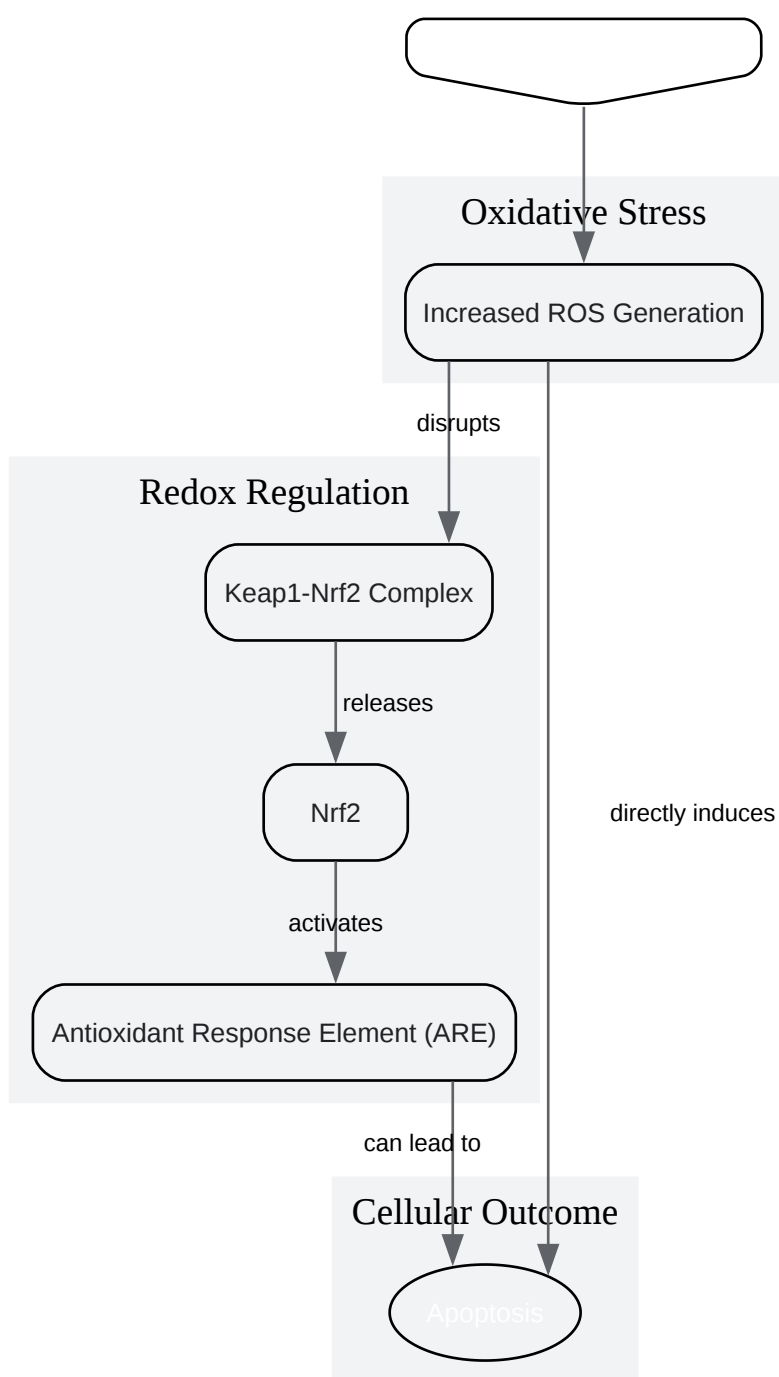 Oxidative Stress
Increased ROS Generation
disrupts
Redox Regulation
Keap1-Nrf2 Complex
releases
Nrf2
directly induces
activates
Antioxidant Response Element (ARE)
can lead to
Cellular Outcome
Apoptosis